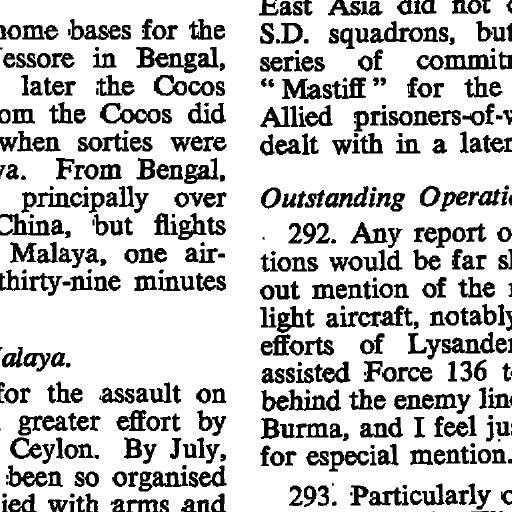 home bases for the
essore in Bengal,
later the Cocos
om the Cocos did
when sorties were
ya. From Bengal,
principally over
China, but flights
Malaya, one air-
thirty-nine minutes
alaya.
for the assault on
greater effort by
Ceylon. By July,
been so organised
ied with arms and
East Asia did not
S.D. squadrons, but
series of commit
"Mastiff" for the
Allied prisoners-of-w
dealt with in a later
Outstanding Operati
292. Any report o
tions would be far s
out mention of the
light aircraft, notably
efforts of Lysander
assisted Force 136 t
behind the enemy lin
Burma, and I feel ju
for especial mention.
293. Particularly